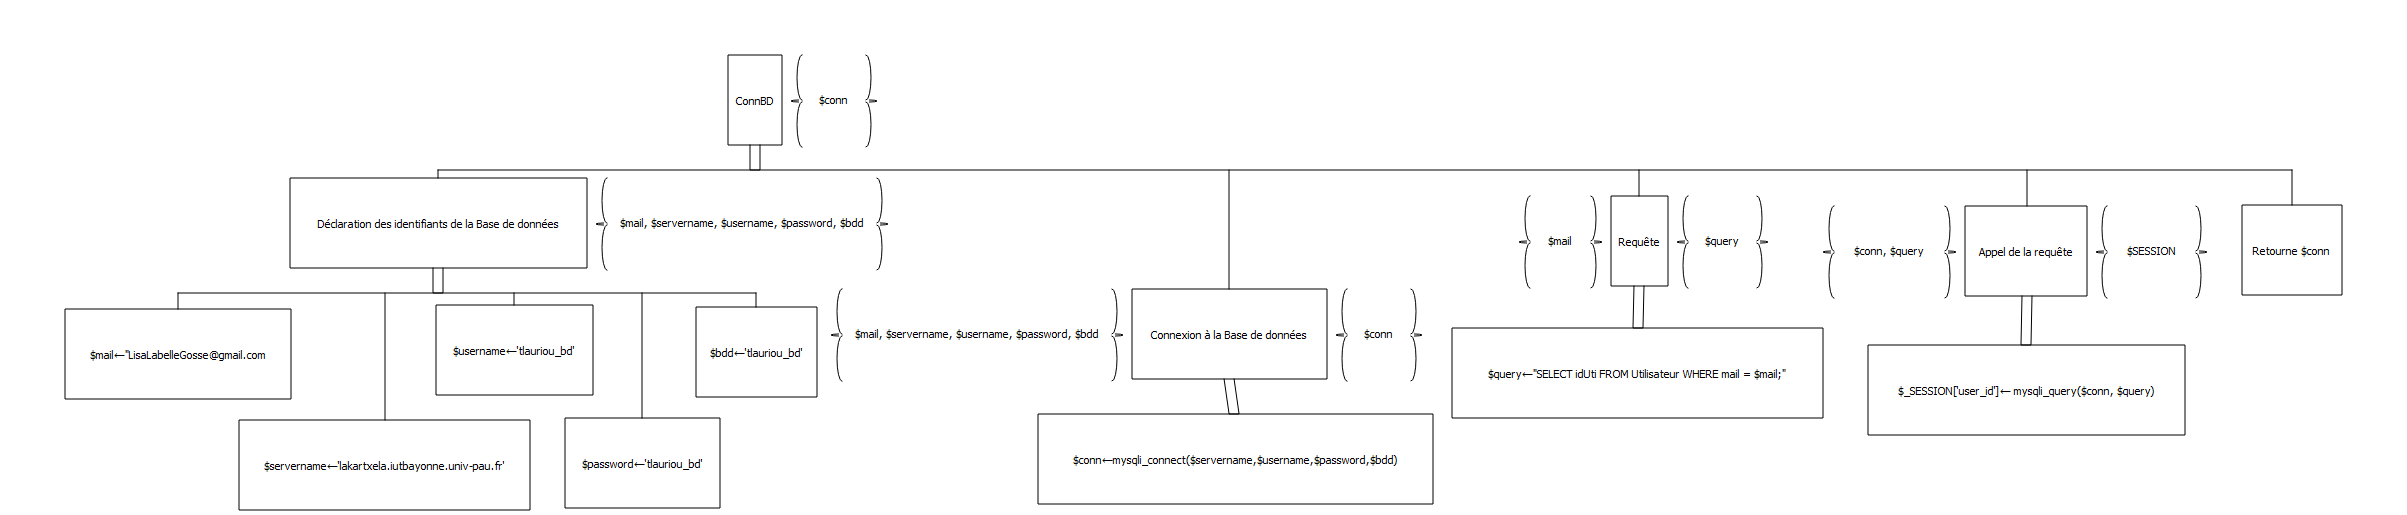 ConnBD
$conn
Déclaration des identifiants de la Base de données
$mail, $servername, $username, $password, $bdd
$mail←"LisaLabelleGosse@gmail.com
$servername←'lakartxela.iutbayonne.univ-pau.fr'
$username←'tlauriou_bd'
$password←'tlauriou_bd'
$bdd←'tlauriou_bd'
$mail, $servername, $username, $password, $bdd
Connexion à la Base de données
$conn
$conn←mysqli_connect($servername,$username,$password,$bdd)
$mail
Requête
$query
$query←"SELECT idUti FROM Utilisateur WHERE mail = $mail;"
$conn, $query
Appel de la requête
$SESSION
$_SESSION['user_id']← mysqli_query($conn, $query)
Retourne $conn